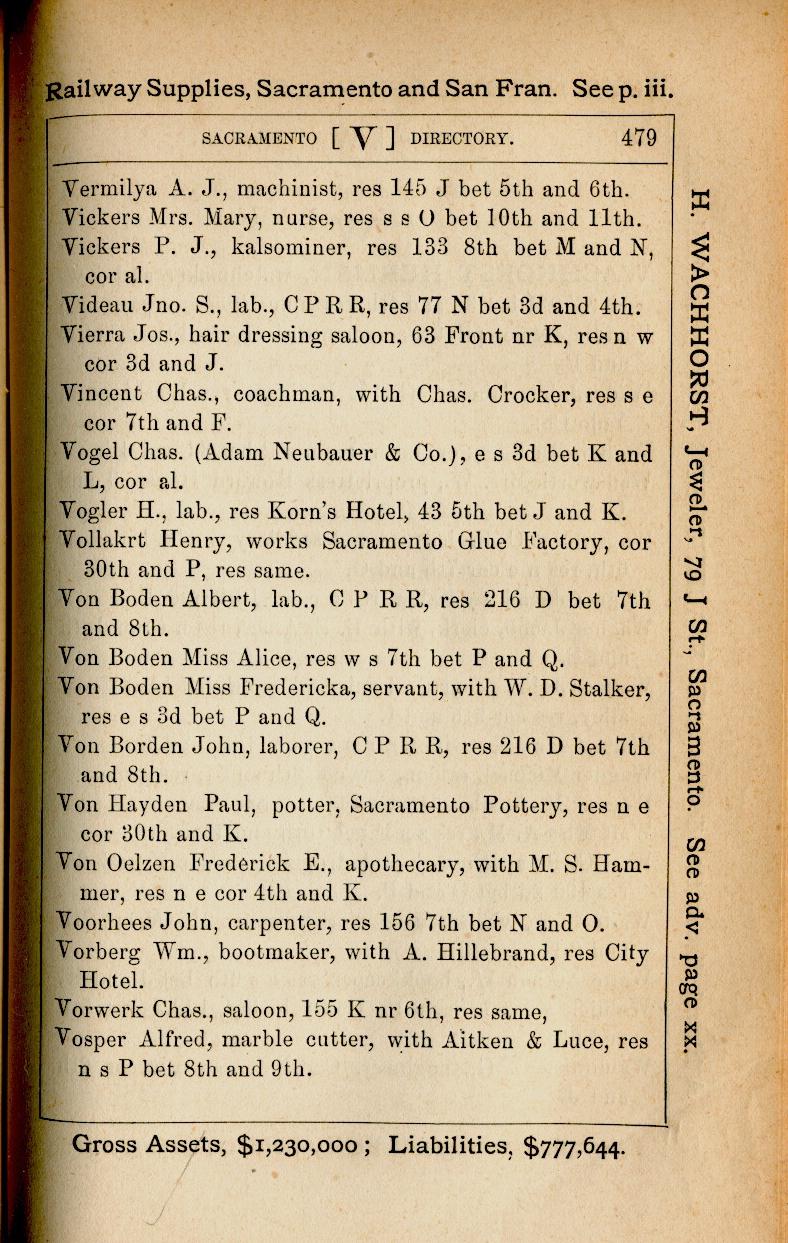 Railway Supplies, Sacramento and San Fran. See p. iii.
SACRAMENTO [ V ] DIRECTORY. 479
Vermilya A. J., machinist, res 145 J bet 5th and 6th.
Vickers Mrs. Mary, nurse, res s s O bet 10th and 11th.
Vickers P. J., kalsominer, res 133 8th bet M and N,
cor al.
Videau Jno. S., lab., C P R R, res 77 N bet 3d and 4th.
Vierra Jos., hair dressing saloon, 63 Front nr K, res n w
cor 3d and J.
Vincent Chas., coachman, with Chas. Crocker, res s e
cor 7th and F.
Vogel Chas. (Adam Neubauer & Co.), e s 3d bet K and
L, cor al.
Vogler H., lab., res Korn's Hotel, 43 5th bet J and K.
Vollakrt Henry, works Sacramento Glue Factory, cor
30th and P, res same.
Von Boden Albert, lab., C P R R, res 216 D bet 7th
and 8th.
Von Boden Miss Alice, res w s 7th bet P and Q.
Von Boden Miss Fredericka, servant, with W. D. Stalker,
res e s 3d bet P and Q.
Von Borden John, laborer, C P R R, res 216 D bet 7th
and 8th.
Von Hayden Paul, potter, Sacramento Pottery, res n e
cor 30th and K.
Von Oelzen Frederick E., apothecary, with M. S. Ham-
mer, res n e cor 4th and K.
Voorhees John, carpenter, res 156 7th bet N and O.
Vorberg Wm., bootmaker, with A. Hillebrand, res City
Hotel.
Vorwerk Chas., saloon, 155 K nr 6th, res same,
Vosper Alfred, marble cutter, with Aitken & Luce, res
n s P bet 8th and 9th.
H. WACHHORST, Jeweler, 79 J St., Sacramento. See adv. page xx.
Gross Assets, $1,230,000; Liabilities, $777,644.